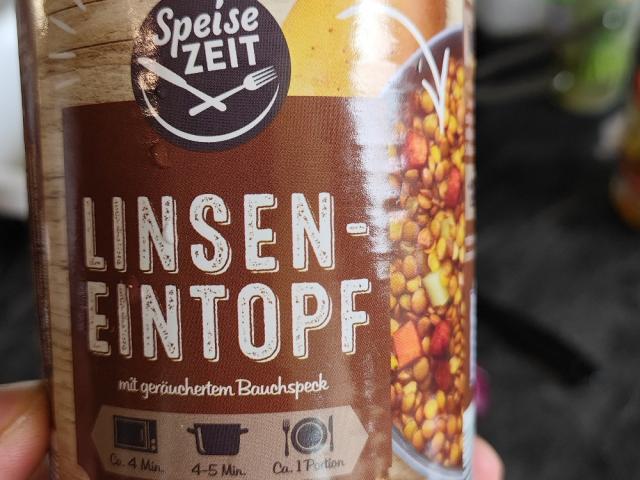 Speise
ZEIT
LINSEN-
EINTOPF
mit geräuchertem Bauchspeck
Ca. 4 Min.
4-5 Min.
Ca. 1 Portion